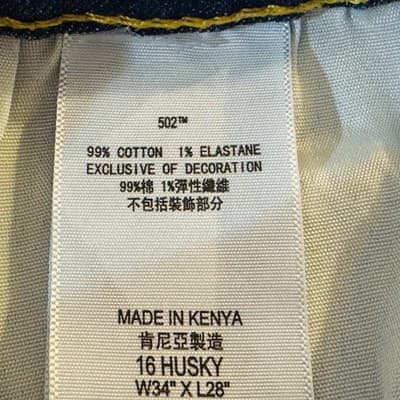 502™
99% COTTON 1% ELASTANE
EXCLUSIVE OF DECORATION
99%棉 1%彈性纖維
不包括裝飾部分
MADE IN KENYA
肯尼亞製造
16 HUSKY
W34" X L28"